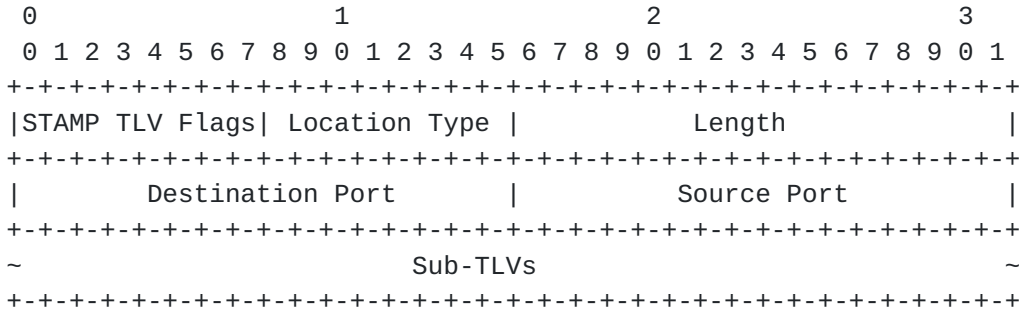 0                   1                   2                   3
 0 1 2 3 4 5 6 7 8 9 0 1 2 3 4 5 6 7 8 9 0 1 2 3 4 5 6 7 8 9 0 1
+-+-+-+-+-+-+-+-+-+-+-+-+-+-+-+-+-+-+-+-+-+-+-+-+-+-+-+-+-+-+-+-+
|STAMP TLV Flags| Location Type |           Length              |
+-+-+-+-+-+-+-+-+-+-+-+-+-+-+-+-+-+-+-+-+-+-+-+-+-+-+-+-+-+-+-+-+
|        Destination Port       |          Source Port          |
+-+-+-+-+-+-+-+-+-+-+-+-+-+-+-+-+-+-+-+-+-+-+-+-+-+-+-+-+-+-+-+-+
~                         Sub-TLVs                              ~
+-+-+-+-+-+-+-+-+-+-+-+-+-+-+-+-+-+-+-+-+-+-+-+-+-+-+-+-+-+-+-+-+